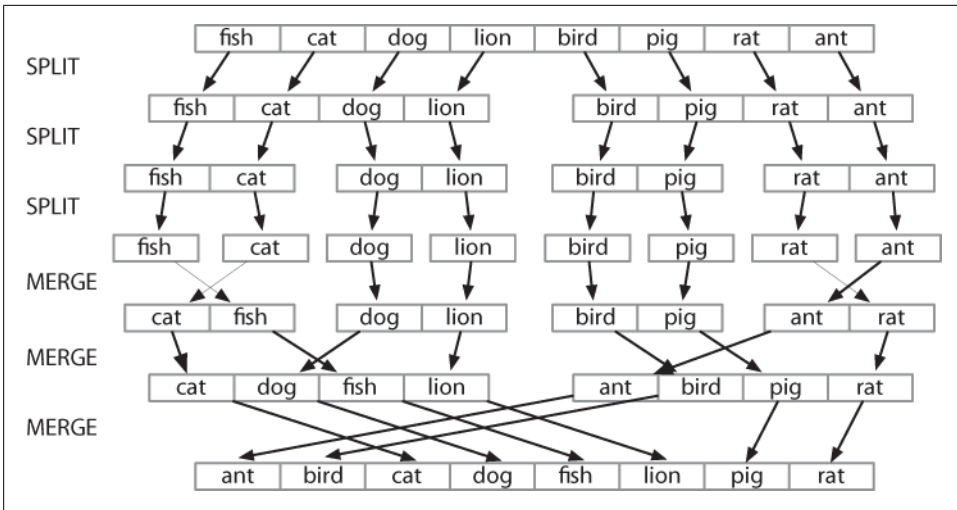 fish cat dog lion bird pig rat ant
SPLIT
fish cat dog lion bird pig rat ant
SPLIT
fish cat dog lion bird pig rat ant
SPLIT
fish cat dog lion bird pig rat ant
MERGE
cat fish dog lion bird pig ant rat
MERGE
cat dog fish lion ant bird pig rat
MERGE
ant bird cat dog fish lion pig rat